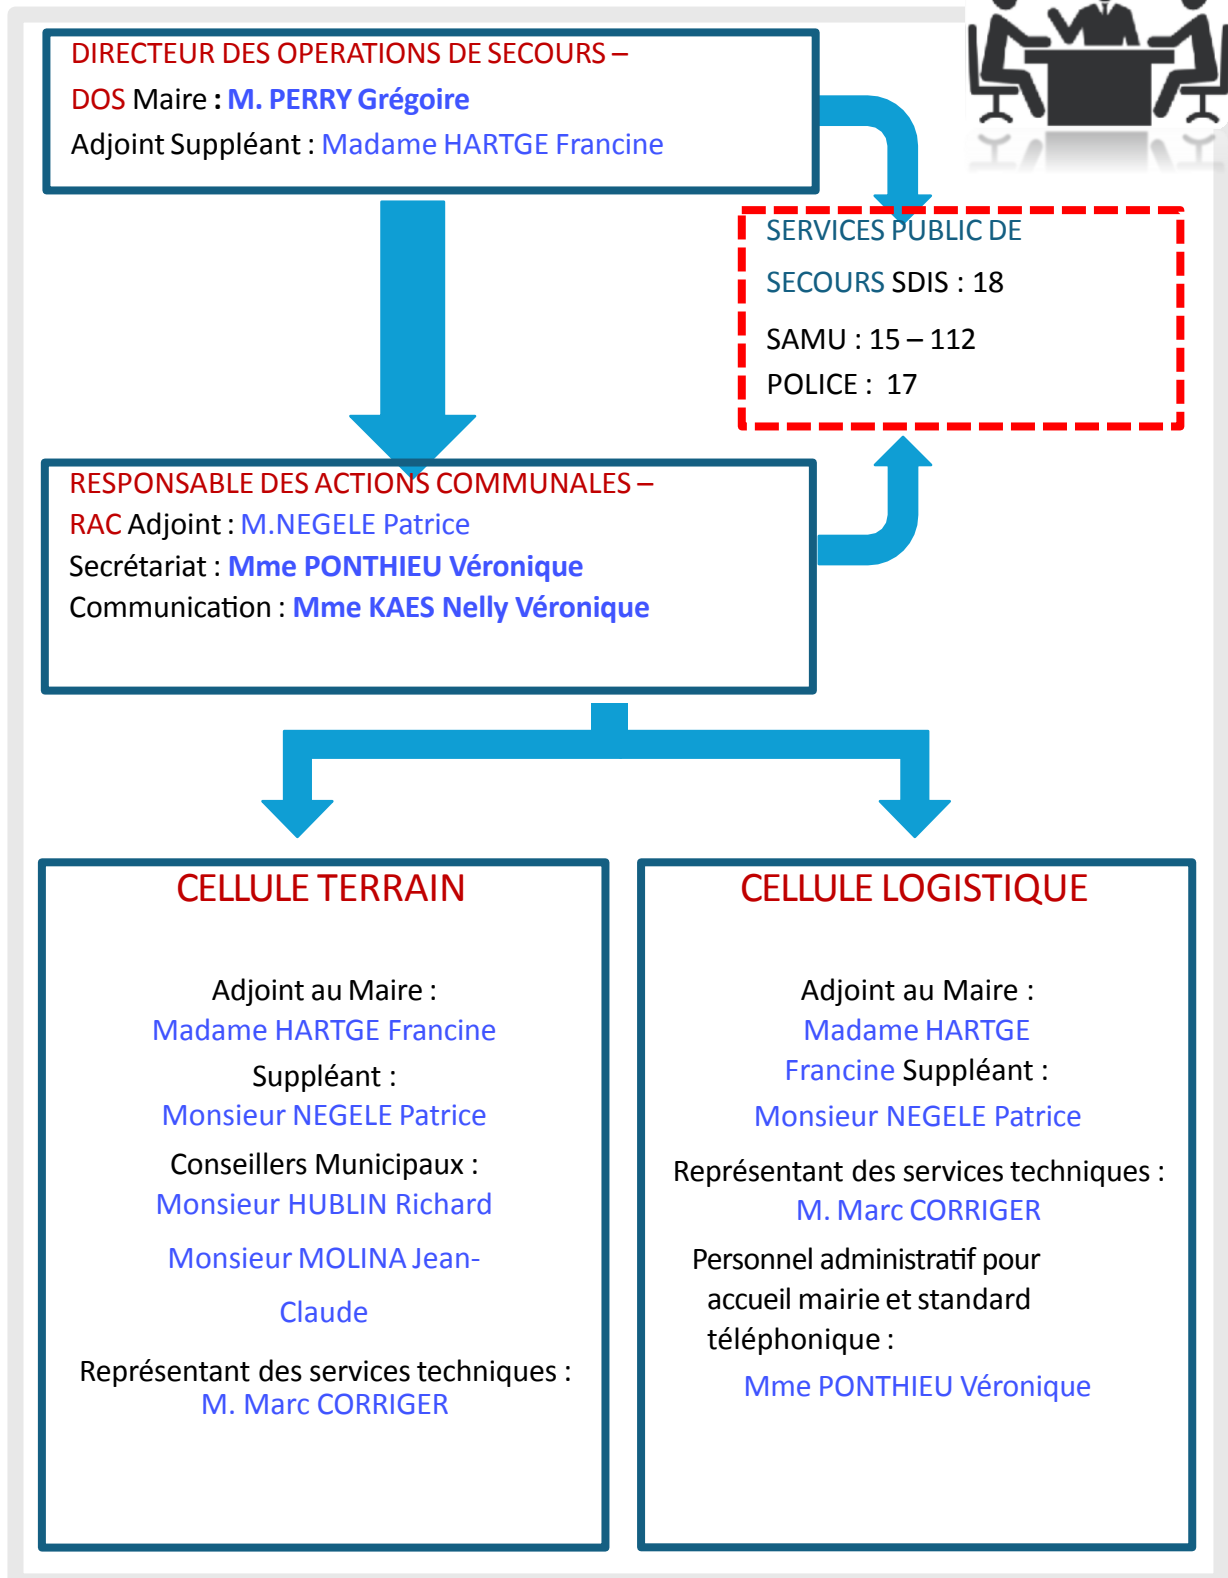 DIRECTEUR DES OPERATIONS DE SECOURS –
DOS Maire : M. PERRY Grégoire
Adjoint Suppléant : Madame HARTGE Francine
SERVICES PUBLIC DE
SECOURS SDIS : 18
SAMU : 15 – 112
POLICE : 17
RESPONSABLE DES ACTIONS COMMUNALES –
RAC Adjoint : M.NEGELE Patrice
Secrétariat : Mme PONTHIEU Véronique
Communication : Mme KAES Nelly Véronique
CELLULE TERRAIN
Adjoint au Maire :
Madame HARTGE Francine
Suppléant :
Monsieur NEGELE Patrice
Conseillers Municipaux :
Monsieur HUBLIN Richard
Monsieur MOLINA Jean-
Claude
Représentant des services techniques :
M. Marc CORRIGER
CELLULE LOGISTIQUE
Adjoint au Maire :
Madame HARTGE
Francine Suppléant :
Monsieur NEGELE Patrice
Représentant des services techniques :
M. Marc CORRIGER
Personnel administratif pour
accueil mairie et standard
téléphonique :
Mme PONTHIEU Véronique